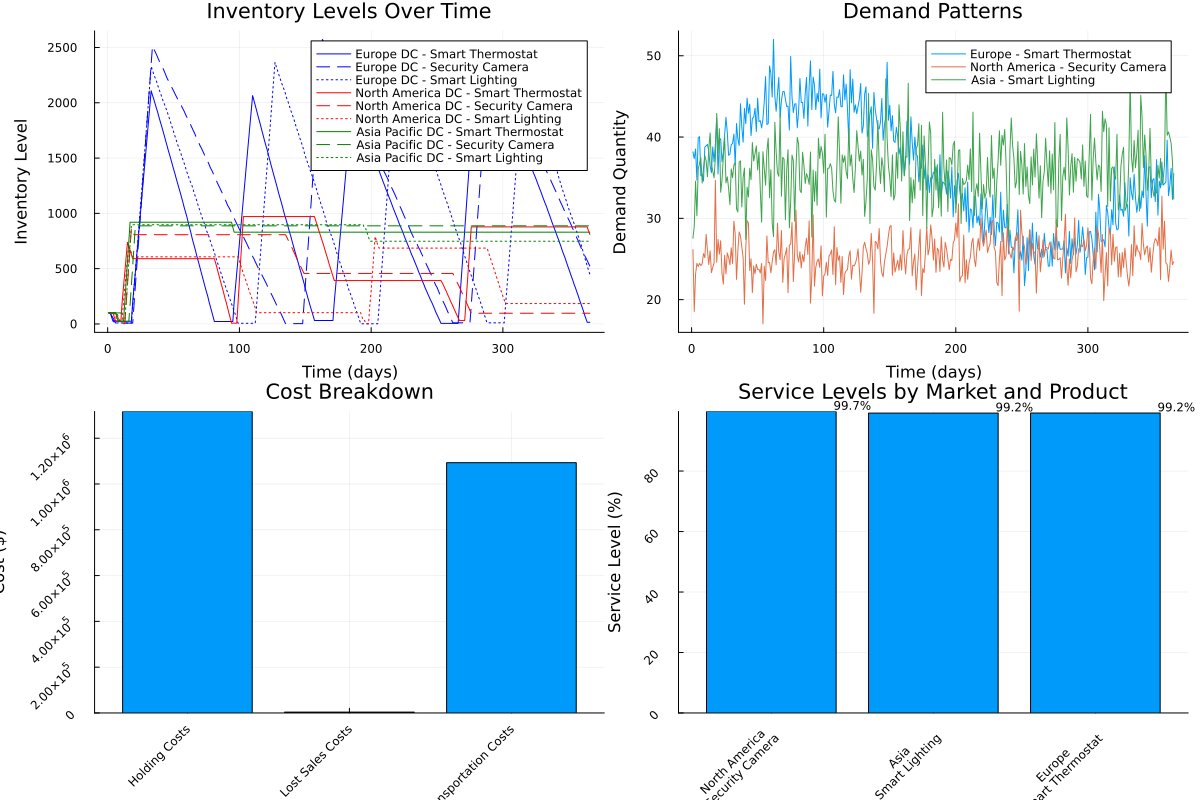 Inventory Levels Over Time
Inventory Level
2500
2000
1500
1000
500
0
Europe DC - Smart Thermostat
Europe DC - Security Camera
Europe DC - Smart Lighting
North America DC - Smart Thermostat
North America DC - Security Camera
North America DC - Smart Lighting
Asia Pacific DC - Smart Thermostat
Asia Pacific DC - Security Camera
Asia Pacific DC - Smart Lighting
0
100
200
300
Time (days)
Demand Patterns
Demand Quantity
50
40
30
20
Europe - Smart Thermostat
North America - Security Camera
Asia - Smart Lighting
0
100
200
300
Time (days)
Cost Breakdown
Cost ($)
1.20×10⁶
1.00×10⁶
8.00×10⁵
6.00×10⁵
4.00×10⁵
2.00×10⁵
0
Holding Costs
Lost Sales Costs
nsportation Costs
Service Levels by Market and Product
Service Level (%)
80
60
40
20
0
99.7%
99.2%
99.2%
North America
ecurity Camera
Asia
Smart Lighting
Europe
art Thermostat